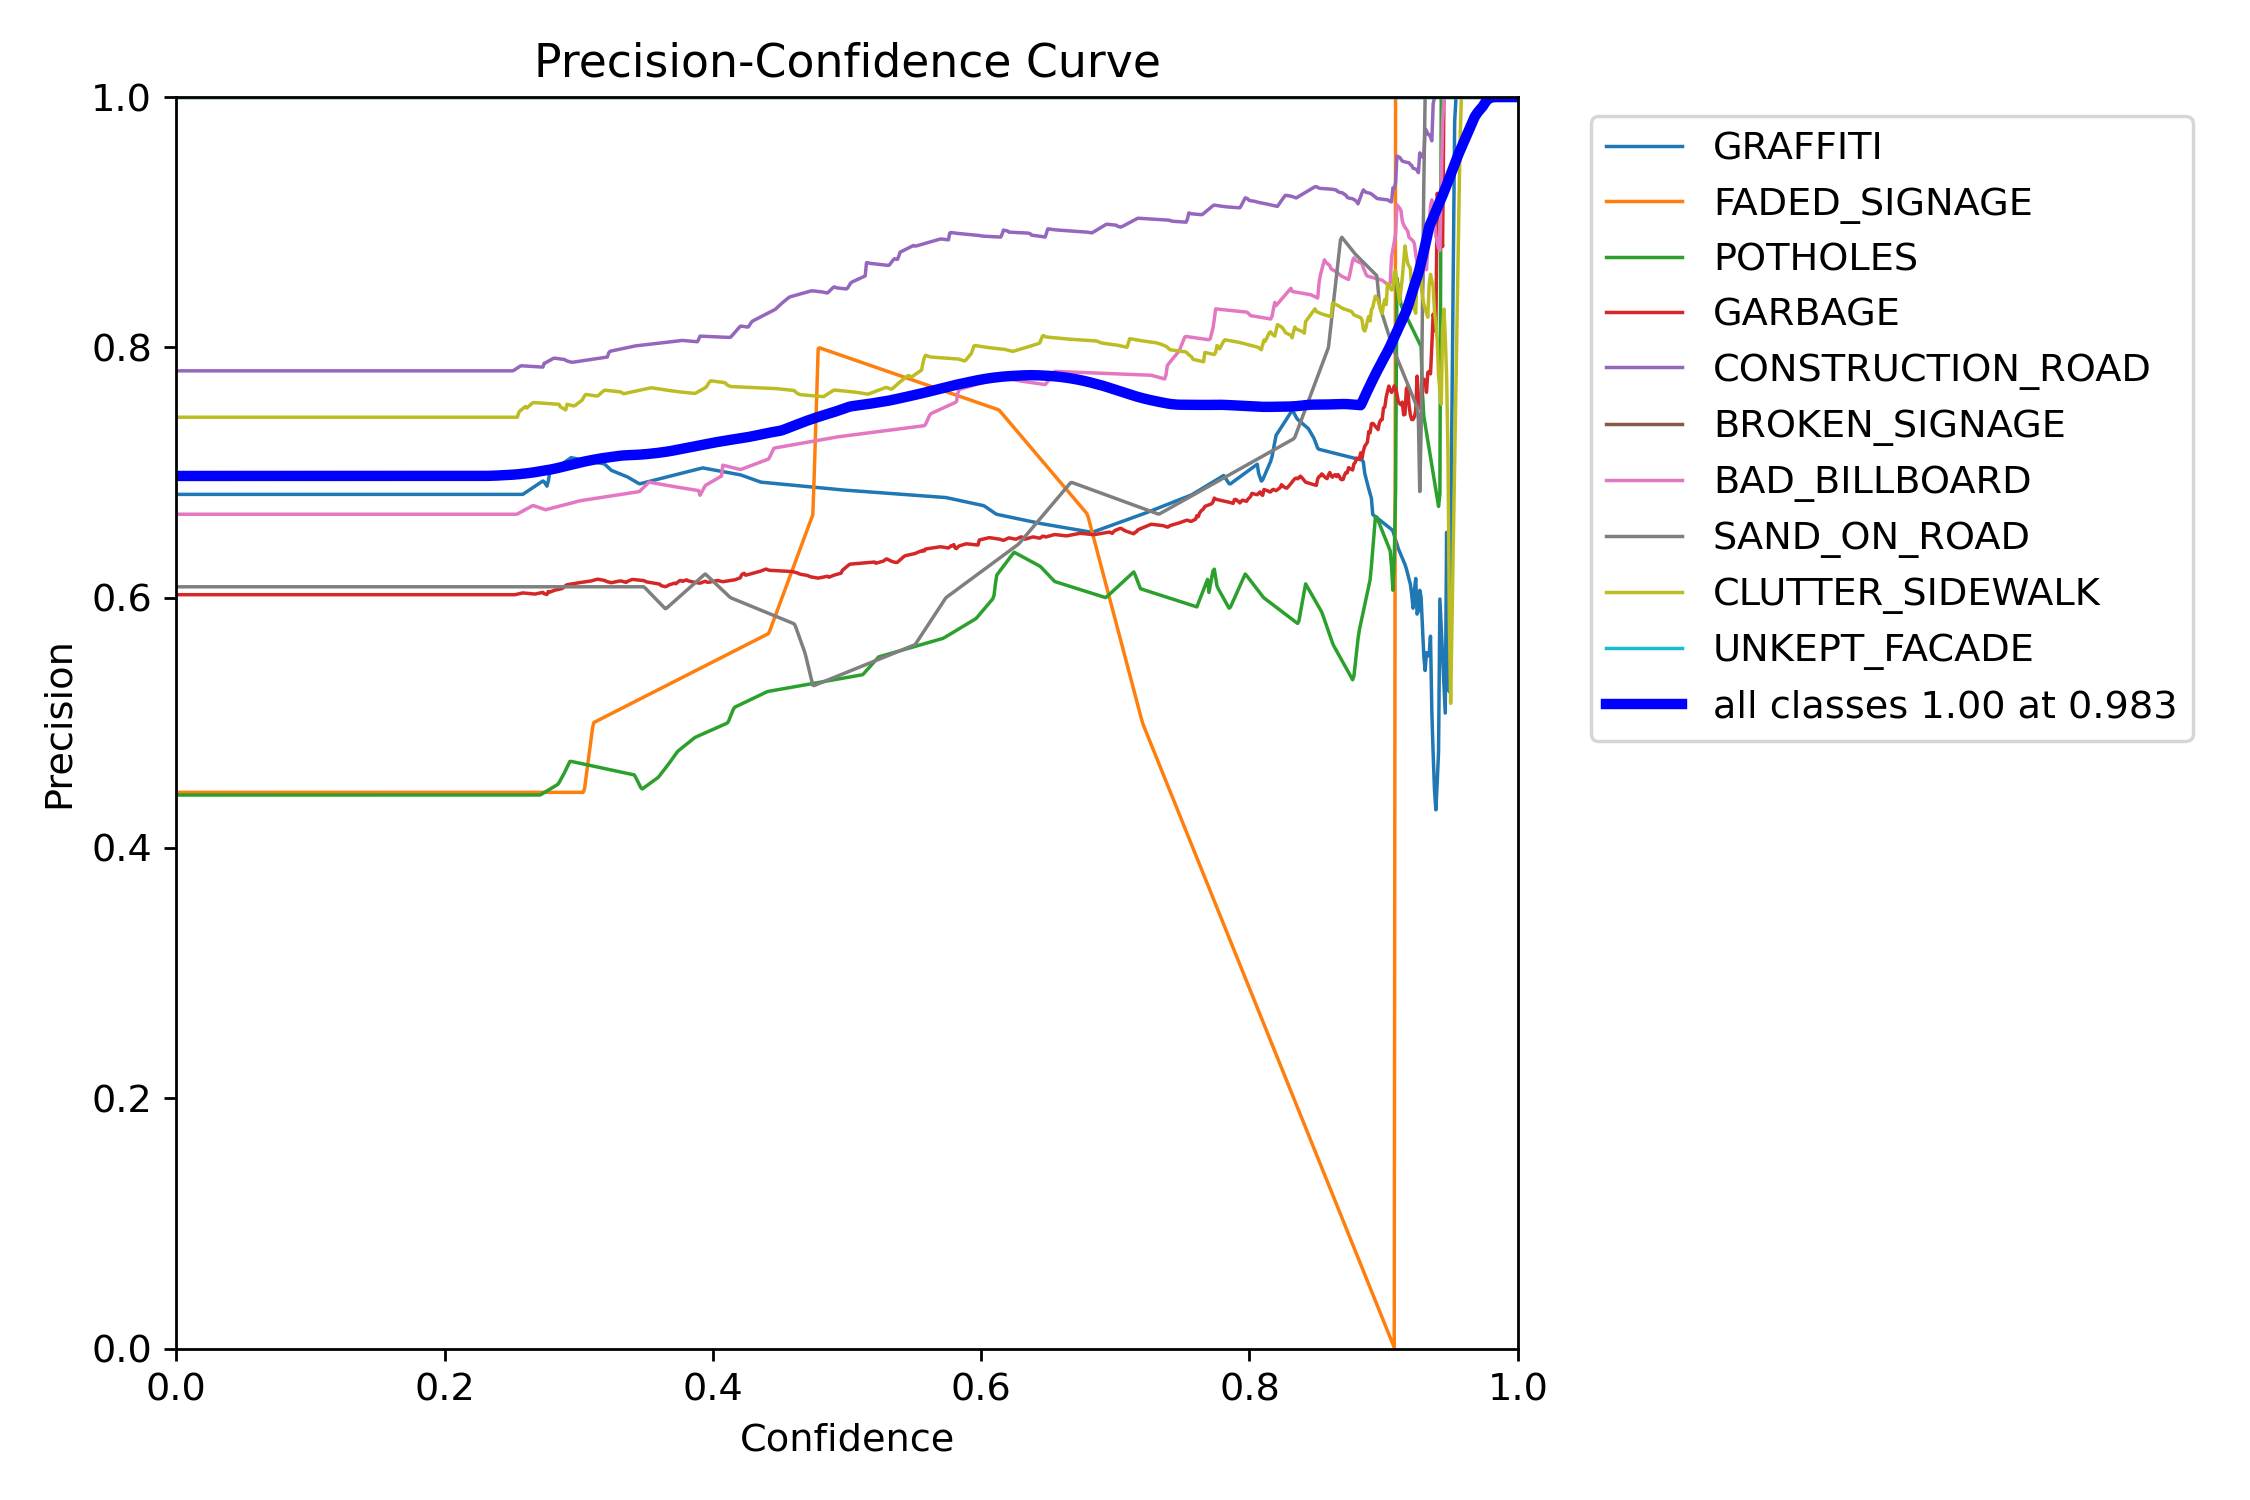 Precision-Confidence Curve
1.0
0.8
0.6
0.4
0.2
0.0
Precision
0.0 0.2 0.4 0.6 0.8 1.0
Confidence
GRAFFITI
FADED_SIGNAGE
POTHOLES
GARBAGE
CONSTRUCTION_ROAD
BROKEN_SIGNAGE
BAD_BILLBOARD
SAND_ON_ROAD
CLUTTER_SIDEWALK
UNKEPT_FACADE
all classes 1.00 at 0.983